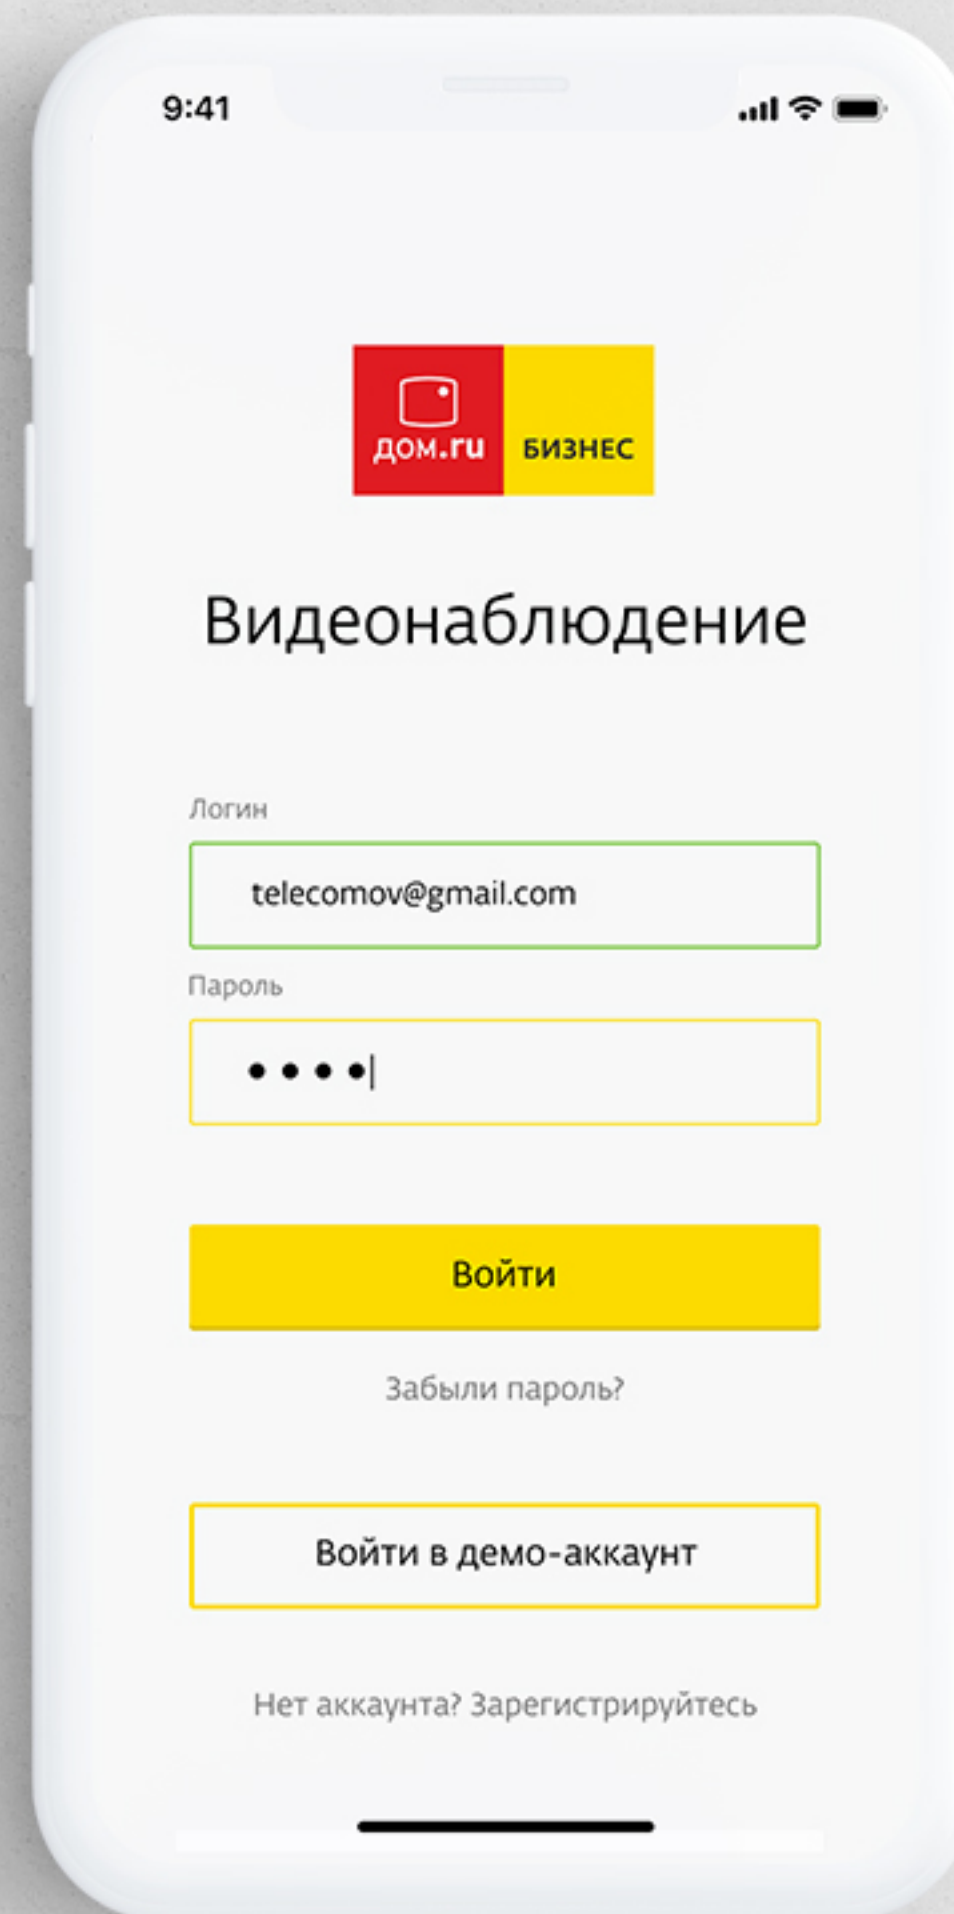 9:41
дом.ru БИЗНЕС
Видеонаблюдение
Логин
telecomov@gmail.com
Пароль
Войти
Забыли пароль?
Войти в демо-аккаунт
Нет аккаунта? Зарегистрируйтесь